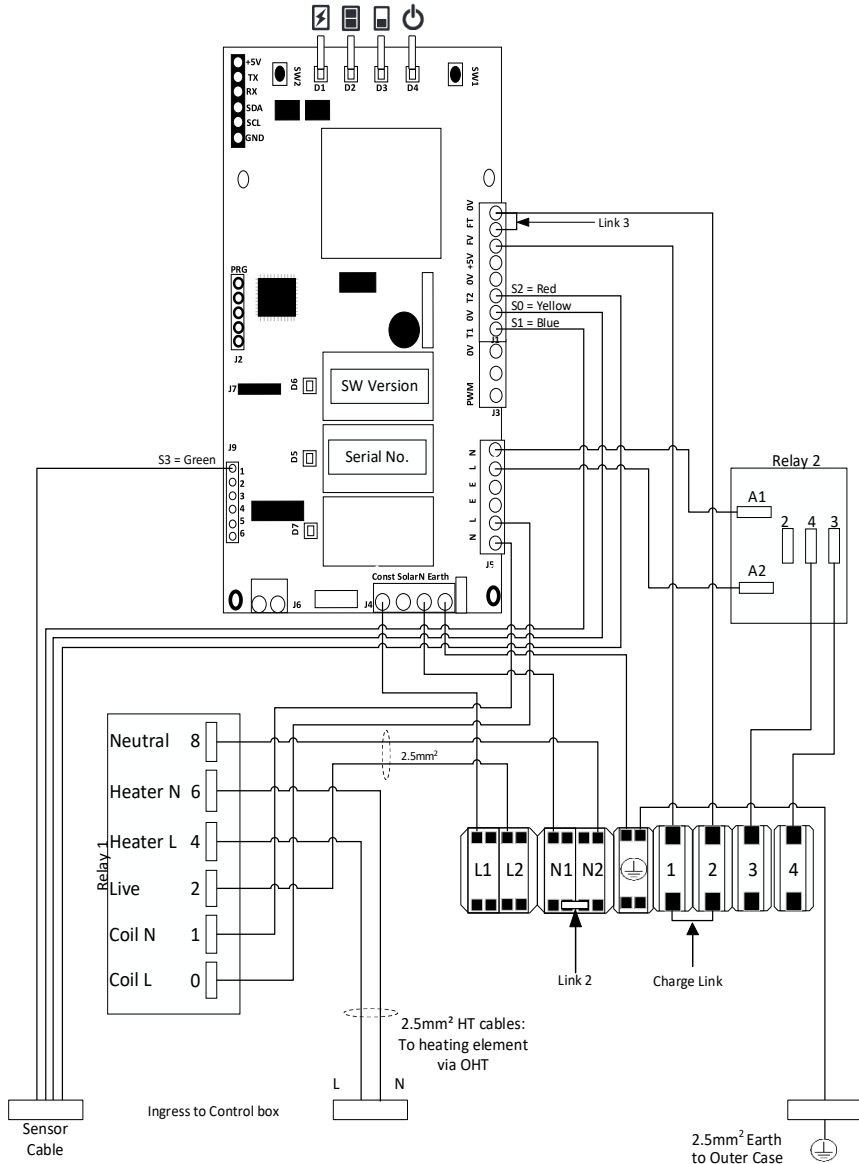 +5V
TX
RX
SDA
SCL
GND
SW2
D1
D2
D3
D4
SW1
0V
FT
FV
+5V
0V
T2
0V
T1
J1
0V
PWM
J3
Link 3
S2 = Red
S0 = Yellow
S1 = Blue
PRG
J2
J7
D6
SW Version
J9
S3 = Green
1
2
3
4
5
6
D5
Serial No.
D7
N
L
E
E
L
N
J5
Const Solar N Earth
J6
J4
Relay 2
A1
2
4
3
A2
Relay 1
Neutral 8
Heater N 6
Heater L 4
Live 2
Coil N 1
Coil L 0
2.5mm²
L1
L2
N1
N2
1
2
3
4
Link 2
Charge Link
2.5mm² HT cables:
To heating element
via OHT
L
N
Sensor
Cable
Ingress to Control box
2.5mm² Earth
to Outer Case